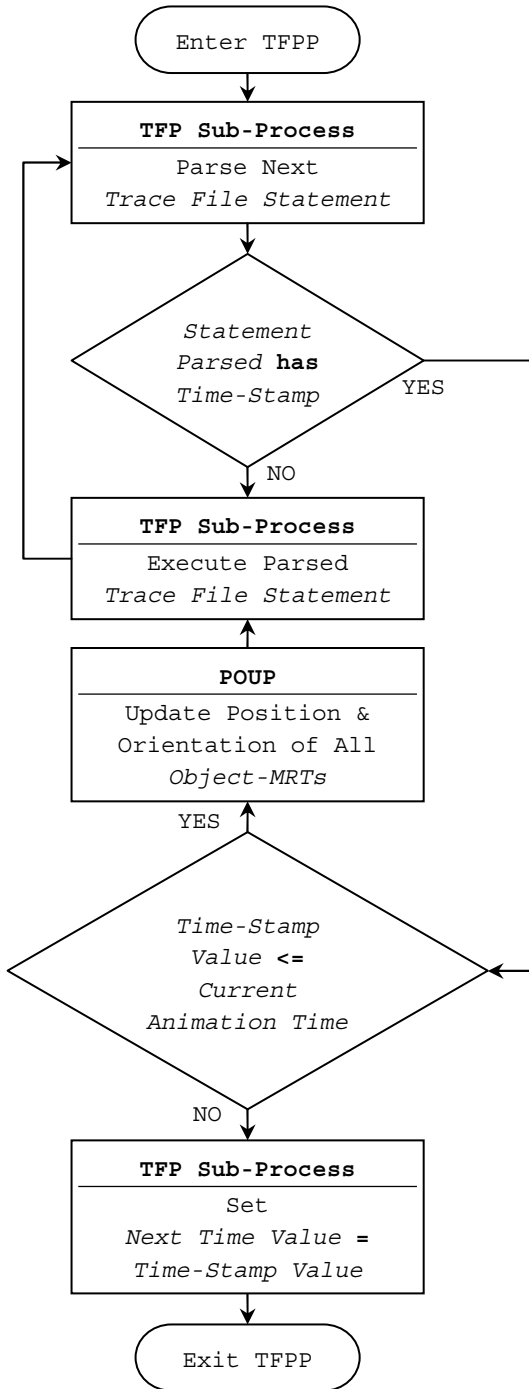 Enter TFPP
TFP Sub-Process
Parse Next
Trace File Statement
Statement
Parsed has
Time-Stamp
YES
NO
TFP Sub-Process
Execute Parsed
Trace File Statement
POUP
Update Position &
Orientation of All
Object-MRTs
YES
Time-Stamp
Value <=
Current
Animation Time
NO
TFP Sub-Process
Set
Next Time Value =
Time-Stamp Value
Exit TFPP